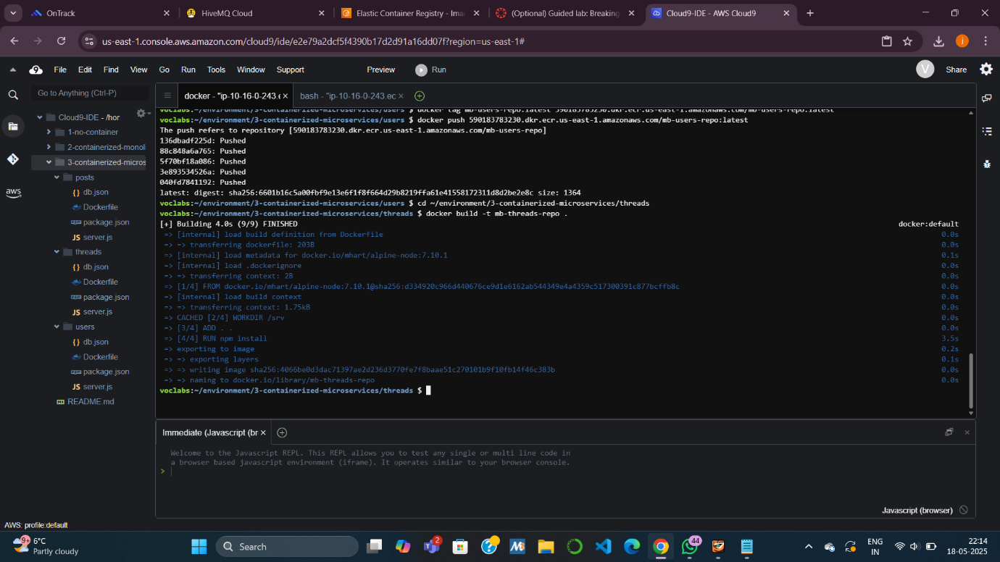 OnTrack
HiveMQ Cloud
Elastic Container Registry - Ima
(Optional) Guided lab: Breaking
Cloud9-IDE - AWS Cloud9
us-east-1.console.aws.amazon.com/cloud9/ide/e2e79a2dcf5f4390b17d2d91a16dd07f?region=us-east-1#
j
9 File Edit Find View Go Run Tools Window Support Preview Run V Share
Go to Anything (Ctrl-P)
docker - "ip-10-16-0-243.e
bash - "ip-10-16-0-243.ec
Cloud9-IDE - /hor
1-no-container
2-containerized-monoli
3-containerized-micros
posts
{} db.json
Dockerfile
package.json
JS server.js
threads
{} db.json
Dockerfile
package.json
JS server.js
users
{} db.json
Dockerfile
package.json
JS server.js
README.md
aws
voclabs:~/environment/3-containerized-microservices/users $ docker tag mb-users-repo:latest 590183783230.dkr.ecr.us-east-1.amazonaws.com/mb-users-repo:latest
voclabs:~/environment/3-containerized-microservices/users $ docker push 590183783230.dkr.ecr.us-east-1.amazonaws.com/mb-users-repo:latest
The push refers to repository [590183783230.dkr.ecr.us-east-1.amazonaws.com/mb-users-repo]
136dbadf225d: Pushed
88c848a6a765: Pushed
5f70bf18a086: Pushed
3e893534526a: Pushed
040fd7841192: Pushed
latest: digest: sha256:6601b16c5a00fbf9e13e6f1f8f664d29b8219ffa61e41558172311d8d2be2e8c size: 1364
voclabs:~/environment/3-containerized-microservices/users $ cd ~/environment/3-containerized-microservices/threads
voclabs:~/environment/3-containerized-microservices/threads $ docker build -t mb-threads-repo .
[+] Building 4.0s (9/9) FINISHED docker:default
=> [internal] load build definition from Dockerfile 0.0s
=> => transferring dockerfile: 203B 0.0s
=> [internal] load metadata for docker.io/mhart/alpine-node:7.10.1 0.1s
=> [internal] load .dockerignore 0.0s
=> => transferring context: 2B 0.0s
=> [1/4] FROM docker.io/mhart/alpine-node:7.10.1@sha256:d334920c966d440676ce9d1e6162ab544349e4a4359c517300391c877bcffb8c 0.0s
=> [internal] load build context 0.0s
=> => transferring context: 1.75kB 0.0s
=> CACHED [2/4] WORKDIR /srv 0.0s
=> [3/4] ADD . . 0.0s
=> [4/4] RUN npm install 3.5s
=> exporting to image 0.2s
=> => exporting layers 0.1s
=> => writing image sha256:4066be0d3dac71397ae2d236d3770fe7f8baae51c270101b9f10fb14f46c383b 0.0s
=> => naming to docker.io/library/mb-threads-repo 0.0s
voclabs:~/environment/3-containerized-microservices/threads $
Immediate (Javascript (br
Welcome to the Javascript REPL. This REPL allows you to test any single or multi line code in
a browser based javascript environment (iframe). It operates similar to your browser console.
>
Javascript (browser)
AWS: profile:default
9+
6°C
Partly cloudy
Search
2
44
ENG
IN
22:14
18-05-2025